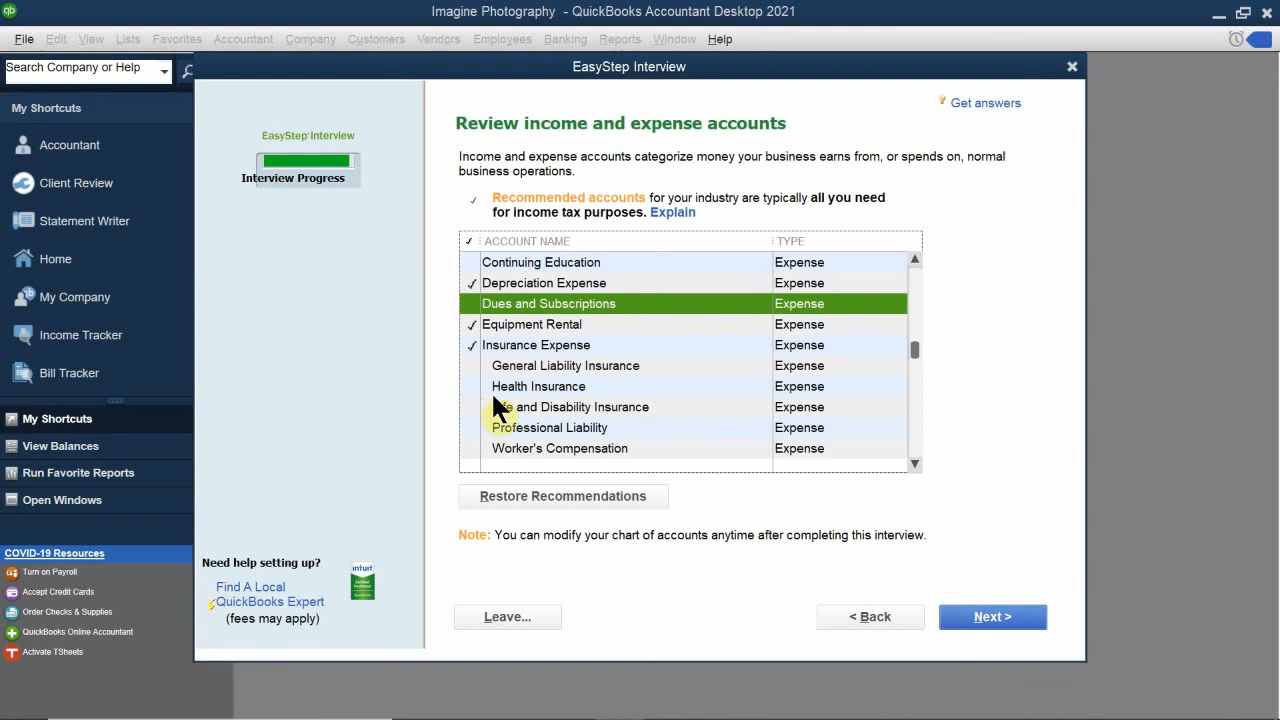 qb Imagine Photography - QuickBooks Accountant Desktop 2021
File Edit View Lists Favorites Accountant Company Customers Vendors Employees Banking Reports Window Help
Search Company or Help
My Shortcuts
Accountant
Client Review
Statement Writer
Home
My Company
Income Tracker
Bill Tracker
My Shortcuts
View Balances
Run Favorite Reports
Open Windows
COVID-19 Resources
Turn on Payroll
Accept Credit Cards
Order Checks & Supplies
QuickBooks Online Accountant
Activate TSheets
EasyStep Interview
EasyStep Interview
Interview Progress
Need help setting up?
Find A Local
QuickBooks Expert
(fees may apply)
intuit
Get answers
Review income and expense accounts
Income and expense accounts categorize money your business earns from, or spends on, normal
business operations.
✓ Recommended accounts for your industry are typically all you need
for income tax purposes. Explain
✓ ACCOUNT NAME TYPE
Continuing Education Expense
✓ Depreciation Expense Expense
Dues and Subscriptions Expense
✓ Equipment Rental Expense
✓ Insurance Expense Expense
General Liability Insurance Expense
Health Insurance Expense
and Disability Insurance Expense
Professional Liability Expense
Worker's Compensation Expense
Restore Recommendations
Note: You can modify your chart of accounts anytime after completing this interview.
Leave... < Back Next >